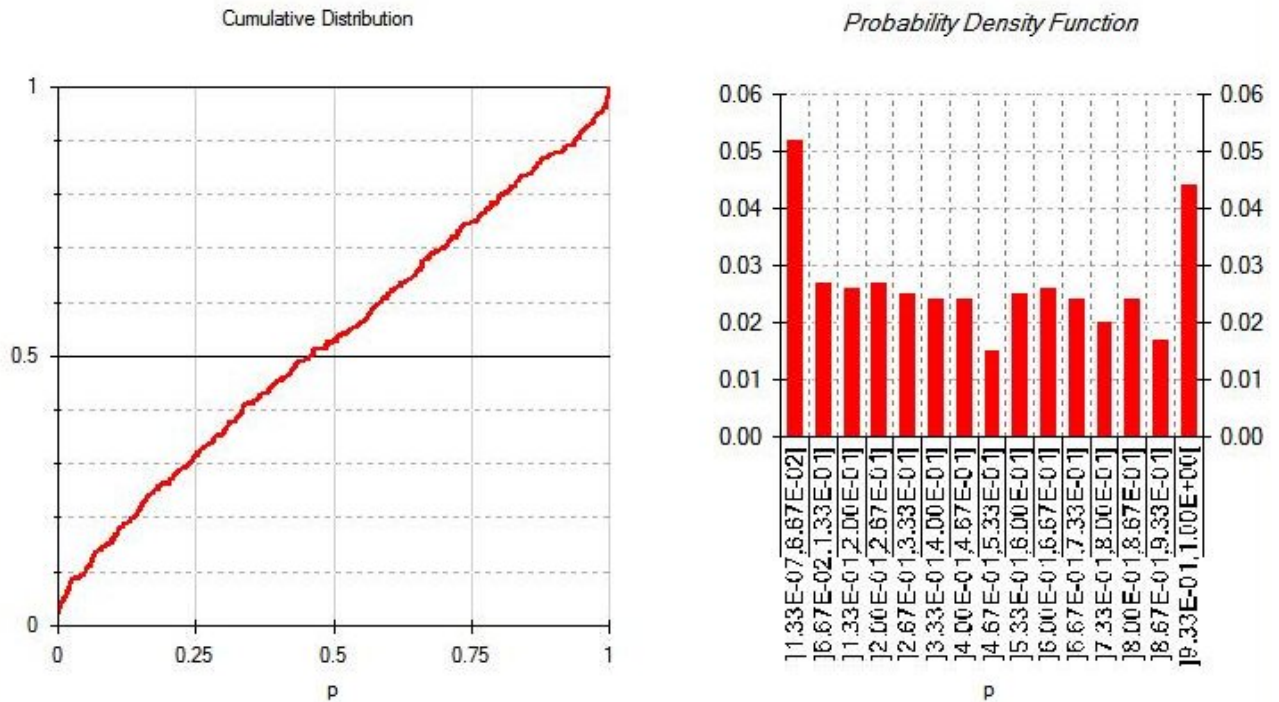 Cumulative Distribution
1
0.5
0
0 0.25 0.5 0.75 1
p
Probability Density Function
0.06 0.06
0.05 0.05
0.04 0.04
0.03 0.03
0.02 0.02
0.01 0.01
0.00 0.00
]1.33E-07,6.67E-02]
]6.67E-02,1.33E-01]
]1.33E-01,2.00E-01]
]2.00E-01,2.67E-01]
]2.67E-01,3.33E-01]
]3.33E-01,4.00E-01]
]4.00E-01,4.67E-01]
]4.67E-01,5.33E-01]
]5.33E-01,6.00E-01]
]6.00E-01,6.67E-01]
]6.67E-01,7.33E-01]
]7.33E-01,8.00E-01]
]8.00E-01,8.67E-01]
]8.67E-01,9.33E-01]
]9.33E-01,1.00E+00[
p